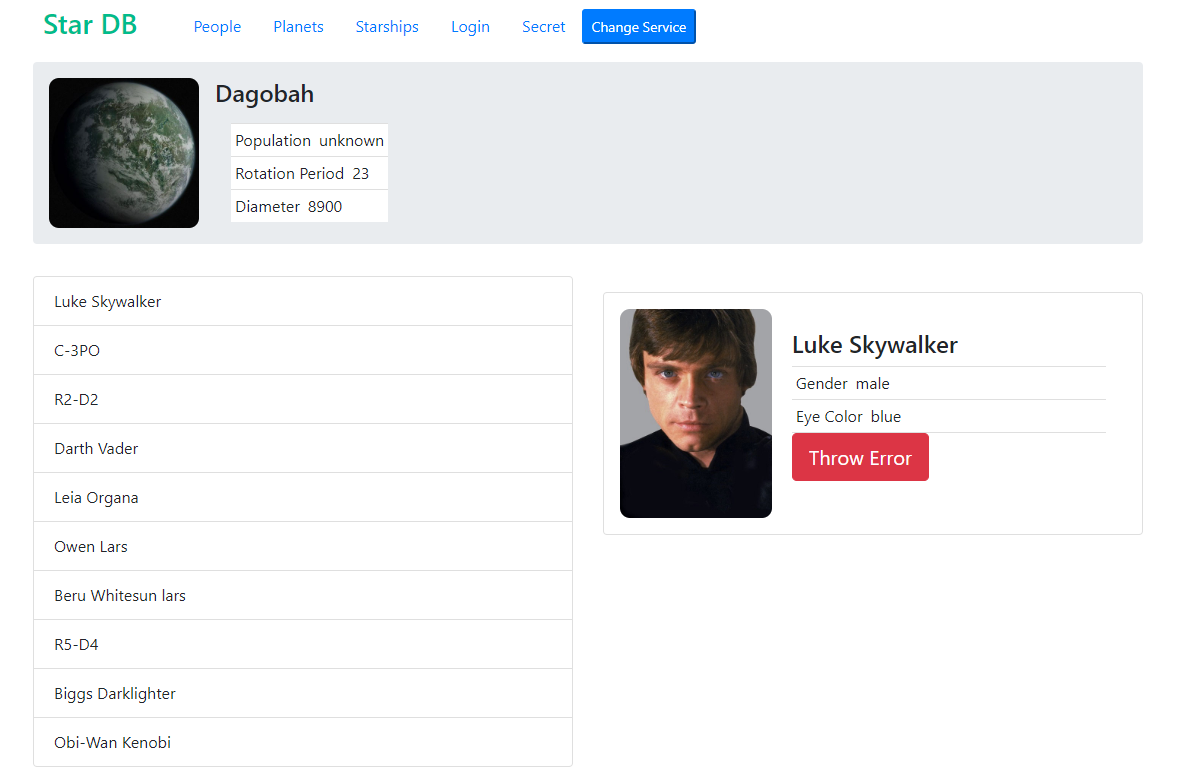 Star DB People Planets Starships Login Secret Change Service
Dagobah
Population unknown
Rotation Period 23
Diameter 8900
Luke Skywalker
C-3PO
R2-D2
Darth Vader
Leia Organa
Owen Lars
Beru Whitesun lars
R5-D4
Biggs Darklighter
Obi-Wan Kenobi
Luke Skywalker
Gender male
Eye Color blue
Throw Error